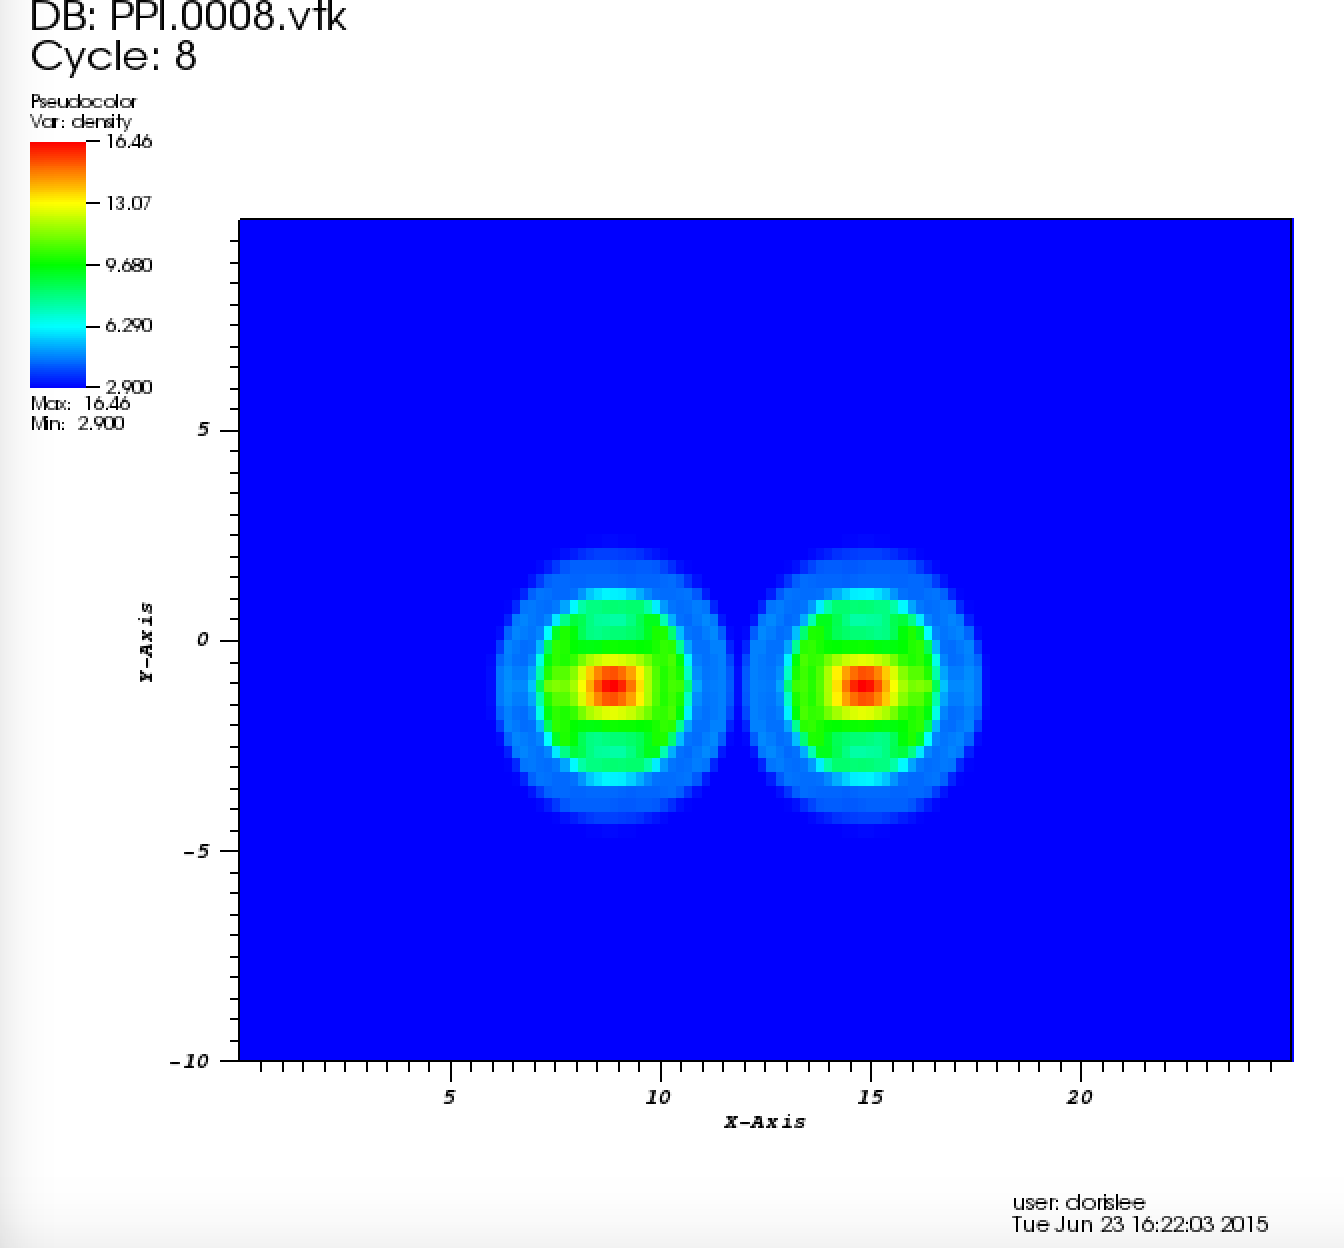 DB: PPI.0008.vtk
Cycle: 8
Pseudocolor
Var: density
16.46
13.07
9.680
6.290
2.900
Max: 16.46
Min: 2.900
5
0
-5
-10
Y-Axis
5 10 15 20
X-Axis
user: dorislee
Tue Jun 23 16:22:03 2015